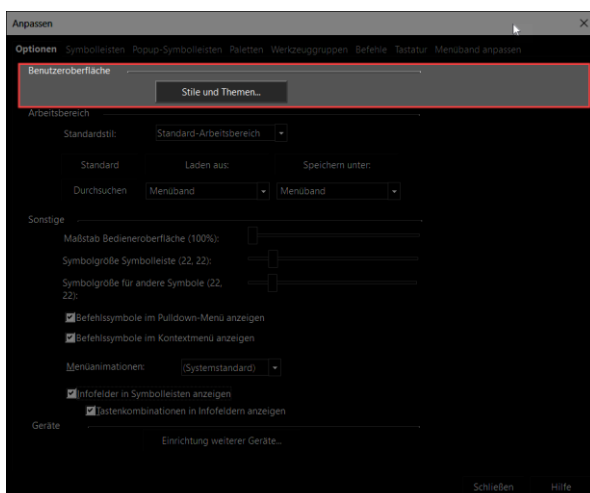 Anpassen
Optionen Symbolleisten Popup-Symbolleisten Paletten Werkzeuggruppen Befehle Tastatur Menüband anpassen
Benutzeroberfläche
Stile und Themen...
Arbeitsbereich
Standardstil: Standard-Arbeitsbereich
Standard Laden aus: Speichern unter:
Durchsuchen Menüband Menüband
Sonstige
Maßstab Bedieneroberfläche (100%):
Symbolgröße Symbolleiste (22, 22):
Symbolgröße für andere Symbole (22,
22):
Befehlssymbole im Pulldown-Menü anzeigen
Befehlssymbole im Kontextmenü anzeigen
Menüanimationen: (Systemstandard)
Infofelder in Symbolleisten anzeigen
Tastenkombinationen in Infofeldern anzeigen
Geräte
Einrichtung weiterer Geräte...
Schließen Hilfe